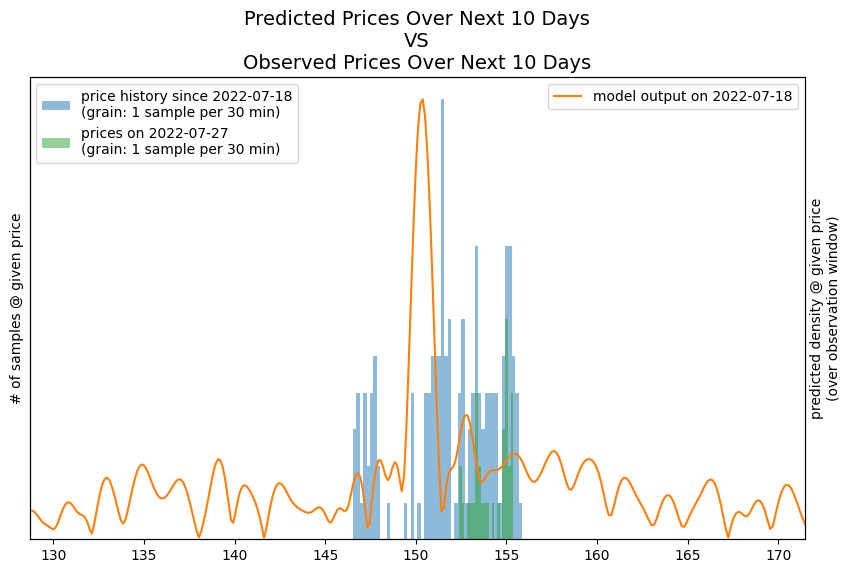 Predicted Prices Over Next 10 Days
VS
Observed Prices Over Next 10 Days
price history since 2022-07-18
(grain: 1 sample per 30 min)
prices on 2022-07-27
(grain: 1 sample per 30 min)
model output on 2022-07-18
# of samples @ given price
predicted density @ given price
(over observation window)
130 135 140 145 150 155 160 165 170